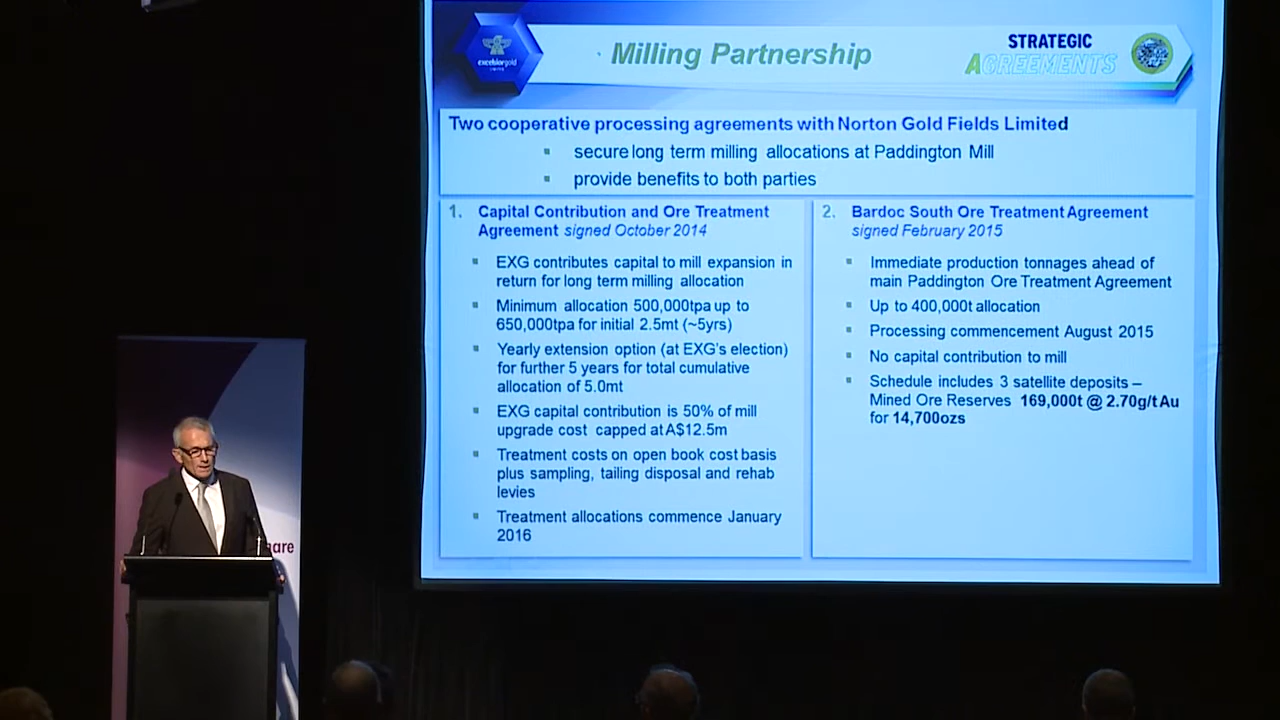 excelsiorgold
LIMITED
Milling Partnership
STRATEGIC
AGREEMENTS
Two cooperative processing agreements with Norton Gold Fields Limited
secure long term milling allocations at Paddington Mill
provide benefits to both parties
1. Capital Contribution and Ore Treatment
Agreement signed October 2014
EXG contributes capital to mill expansion in
return for long term milling allocation
Minimum allocation 500,000tpa up to
650,000tpa for initial 2.5mt (~5yrs)
Yearly extension option (at EXG's election)
for further 5 years for total cumulative
allocation of 5.0mt
EXG capital contribution is 50% of mill
upgrade cost capped at A$12.5m
Treatment costs on open book cost basis
plus sampling, tailing disposal and rehab
levies
Treatment allocations commence January
2016
2. Bardoc South Ore Treatment Agreement
signed February 2015
Immediate production tonnages ahead of
main Paddington Ore Treatment Agreement
Up to 400,000t allocation
Processing commencement August 2015
No capital contribution to mill
Schedule includes 3 satellite deposits –
Mined Ore Reserves 169,000t @ 2.70g/t Au
for 14,700ozs